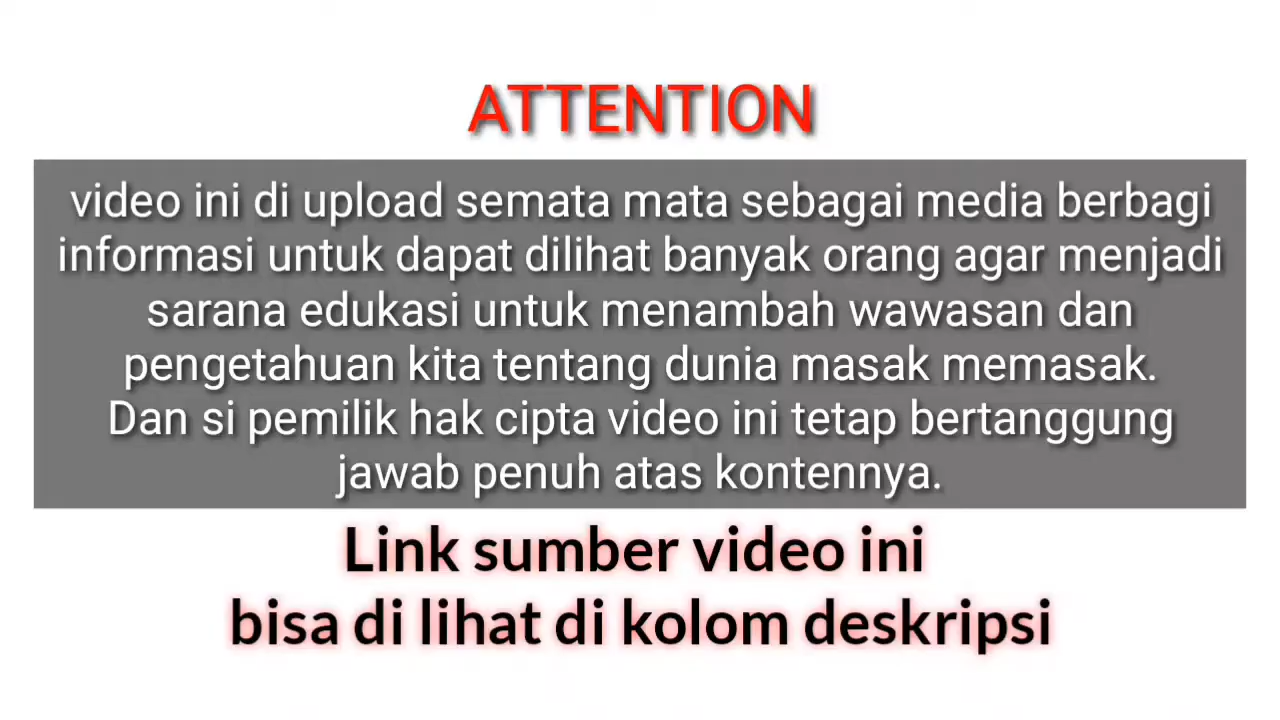 ATTENTION
video ini di upload semata mata sebagai media berbagi
informasi untuk dapat dilihat banyak orang agar menjadi
sarana edukasi untuk menambah wawasan dan
pengetahuan kita tentang dunia masak memasak.
Dan si pemilik hak cipta video ini tetap bertanggung
jawab penuh atas kontennya.
Link sumber video ini
bisa di lihat di kolom deskripsi